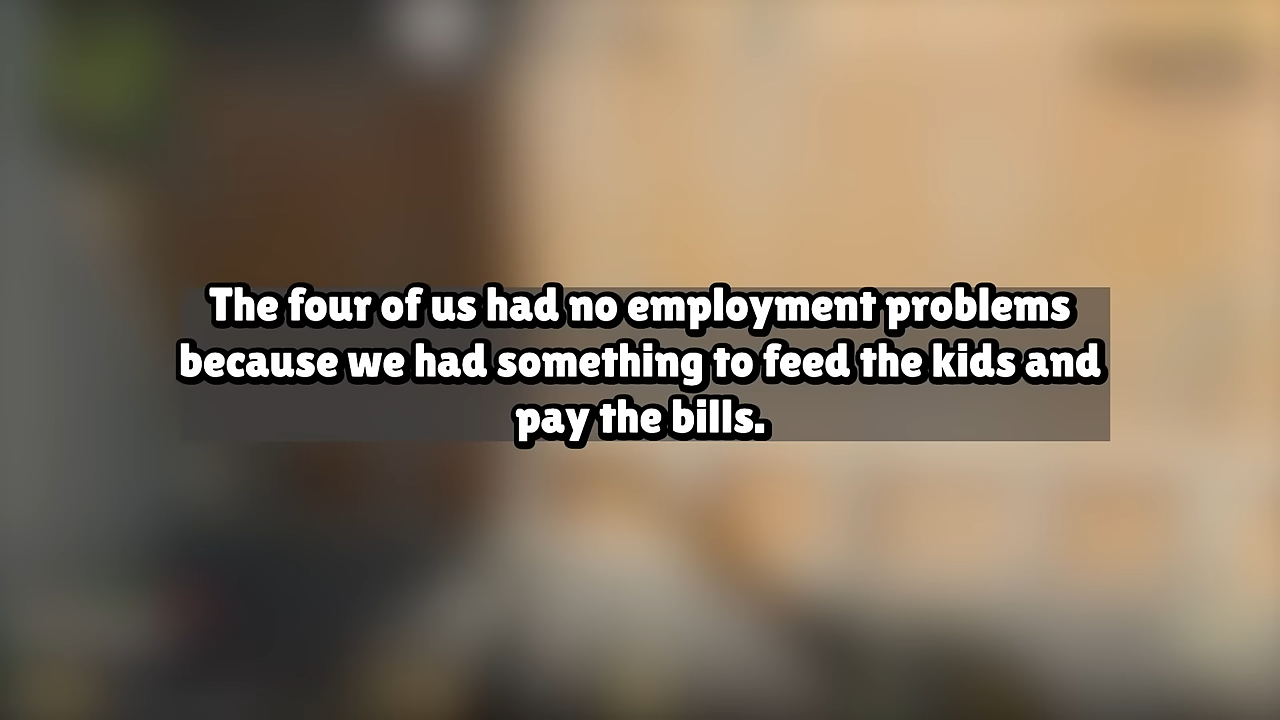 The four of us had no employment problems
because we had something to feed the kids and
pay the bills.